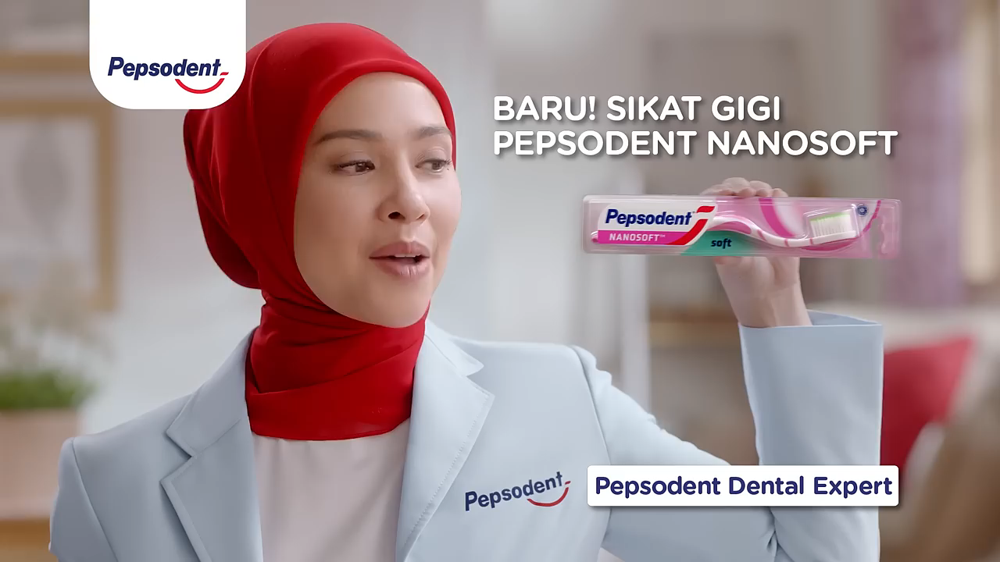 Pepsodent
BARU! SIKAT GIGI
PEPSODENT NANOSOFT
Pepsodent
NANOSOFT™
soft
Pepsodent
Pepsodent Dental Expert